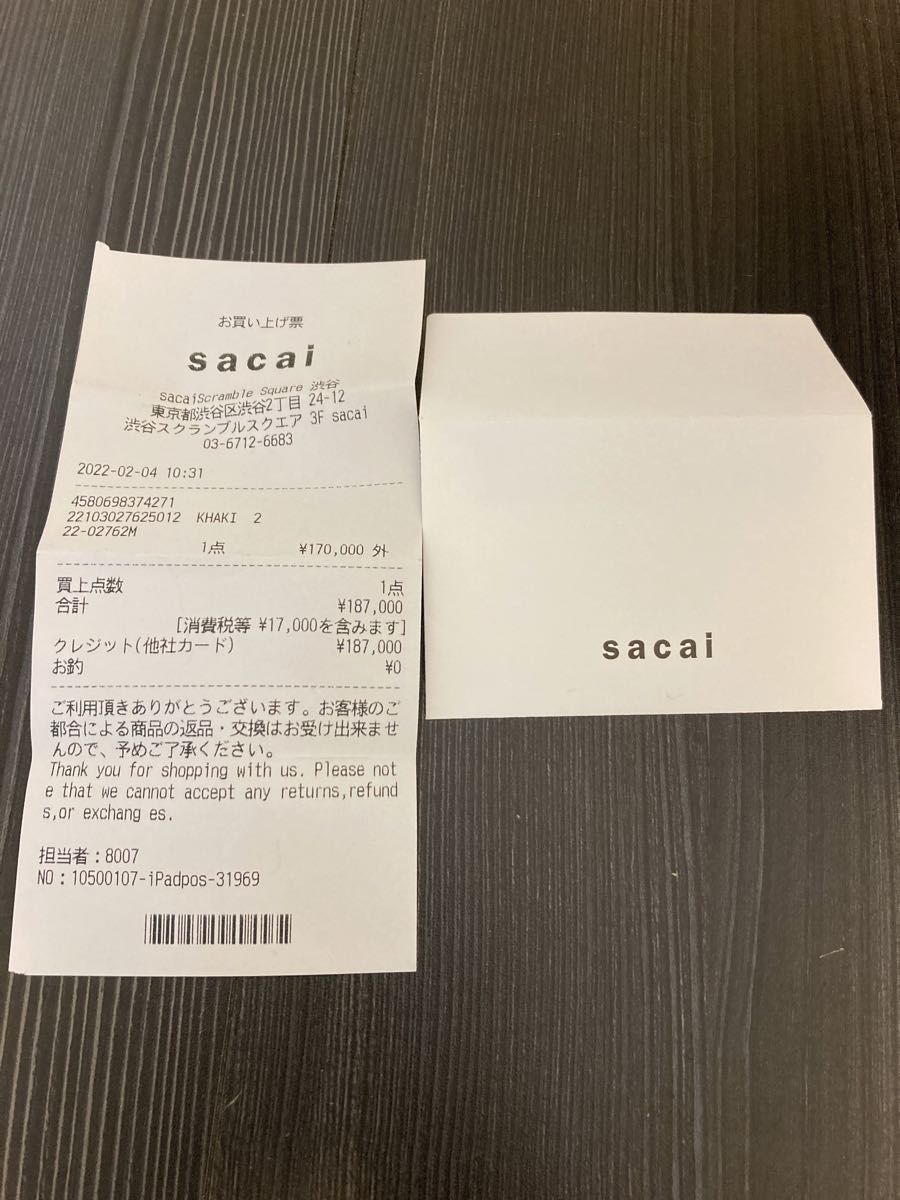 お買い上げ票
sacai
sacaiScramble Square 渋谷
東京都渋谷区渋谷2丁目 24-12
渋谷スクランブルスクエア 3F sacai
03-6712-6683
2022-02-04 10:31
4580698374271
22103027625012 KHAKI 2
22-02762M
1点 ¥170,000 外
買上点数 1点
合計 ¥187,000
[消費税等 ¥17,000を含みます]
クレジット(他社カード) ¥187,000
お釣 ¥0
ご利用頂きありがとうございます。お客様のご
都合による商品の返品・交換はお受け出来ませ
んので、予めご了承ください。
Thank you for shopping with us. Please not
e that we cannot accept any returns,refund
s,or exchang es.
担当者：8007
NO：10500107-iPadpos-31969
sacai